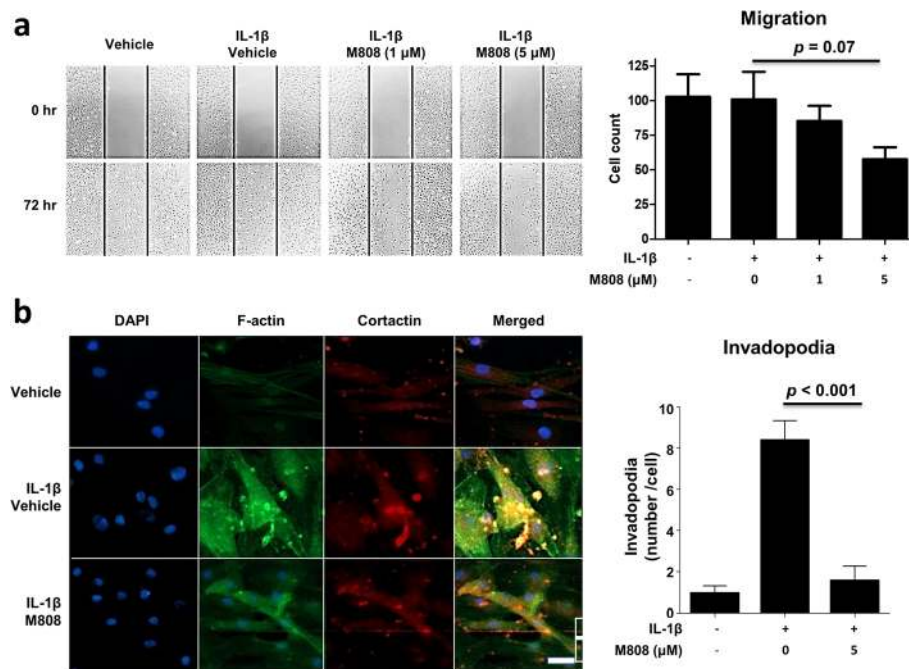 a
Vehicle
IL-1β
Vehicle
IL-1β
M808 (1 μM)
IL-1β
M808 (5 μM)
0 hr
72 hr
Migration
p = 0.07
Cell count
125
100
75
50
25
0
IL-1β - + + +
M808 (μM) - 0 1 5
b
DAPI F-actin Cortactin Merged
Vehicle
IL-1β
Vehicle
IL-1β
M808
Invadopodia
p < 0.001
Invadopodia
(number /cell)
10
8
6
4
2
0
IL-1β - + +
M808 (μM) - 0 5